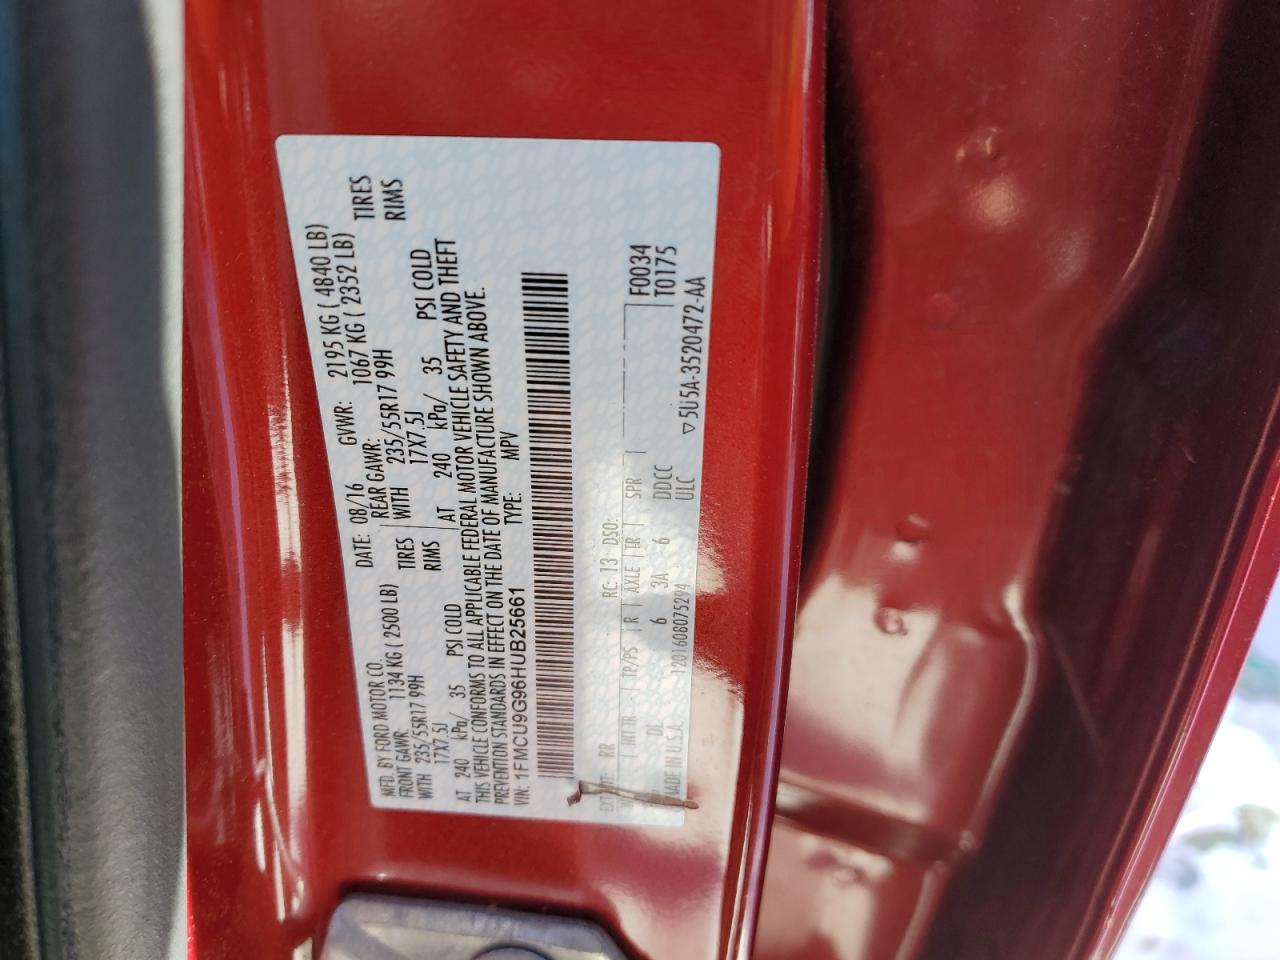 MFD. BY FORD MOTOR CO.
DATE: 08/16 GVWR: 2195 KG ( 4840 LB)
FRONT GAWR: 1134 KG ( 2500 LB) REAR GAWR: 1067 KG ( 2352 LB)
WITH 235/55R17 99H TIRES WITH 235/55R17 99H TIRES
17X7.5J RIMS 17X7.5J RIMS
AT 240 kPa/ 35 PSI COLD AT 240 kPa/ 35 PSI COLD
THIS VEHICLE CONFORMS TO ALL APPLICABLE FEDERAL MOTOR VEHICLE SAFETY AND THEFT
PREVENTION STANDARDS IN EFFECT ON THE DATE OF MANUFACTURE SHOWN ABOVE.
VIN: 1FMCU9G96HUB25661 TYPE: MPV
EXT RR RC: 13 DSO: F0034
INT TR TP/PS R AXLE TR SPR T0175
DL 6 3A 6 DDCC
MADE IN U.S.A. 1201608075294 ULC
▽5U5A-3520472-AA